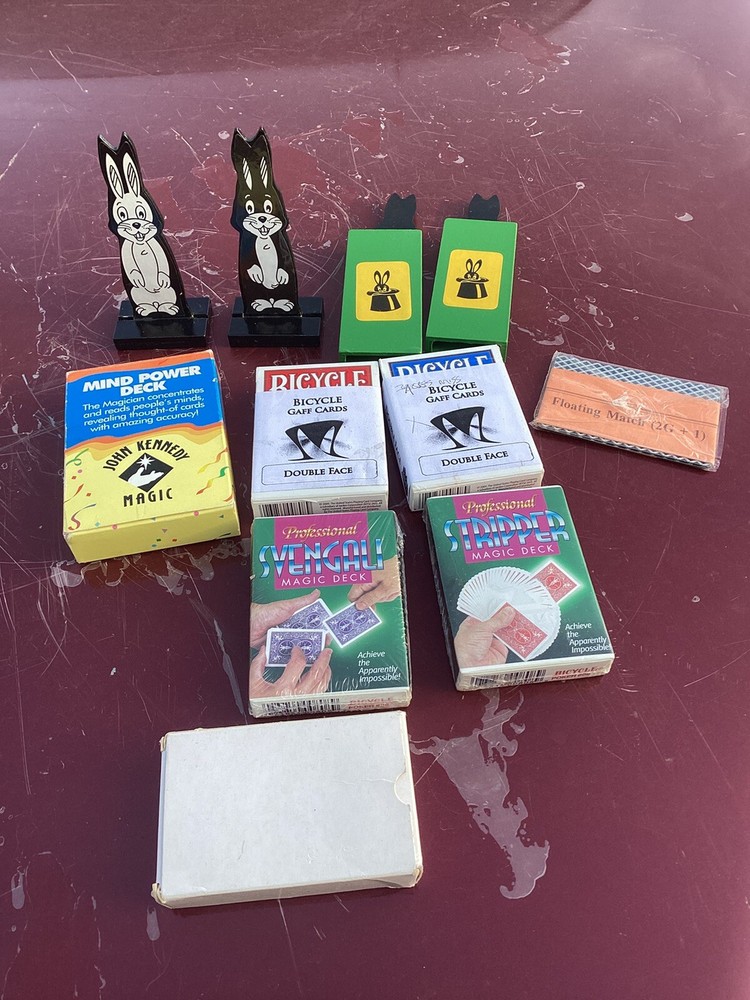 MIND POWER
DECK
The Magician concentrates
and reads people's minds,
revealing thought-of cards
with amazing accuracy!
JOHN KENNEDY
MAGIC
BICYCLE
BICYCLE
GAFF CARDS
DOUBLE FACE
BICYCLE
BICYCLE
GAFF CARDS
DOUBLE FACE
Floating Match (2G + 1)
Professional
SVENGALI
MAGIC DECK
Achieve
the
Apparently
Impossible!
BICYCLE
Professional
STRIPPER
MAGIC DECK
Achieve
the
Apparently
Impossible!
BICYCLE